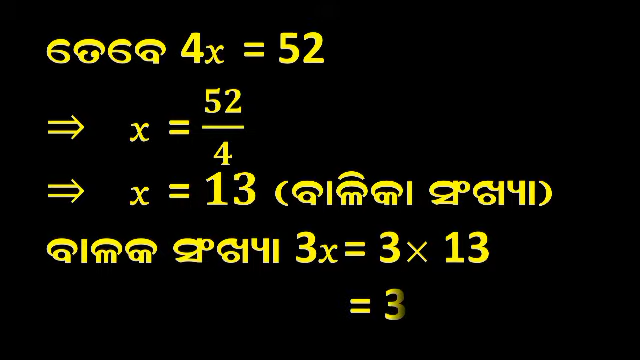 ତେବେ 4x = 52
⇒ x = 52/4
⇒ x = 13 (ବାଳିକା ସଂଖ୍ୟା)
ବାଳକ ସଂଖ୍ୟା 3x = 3 × 13
= 3